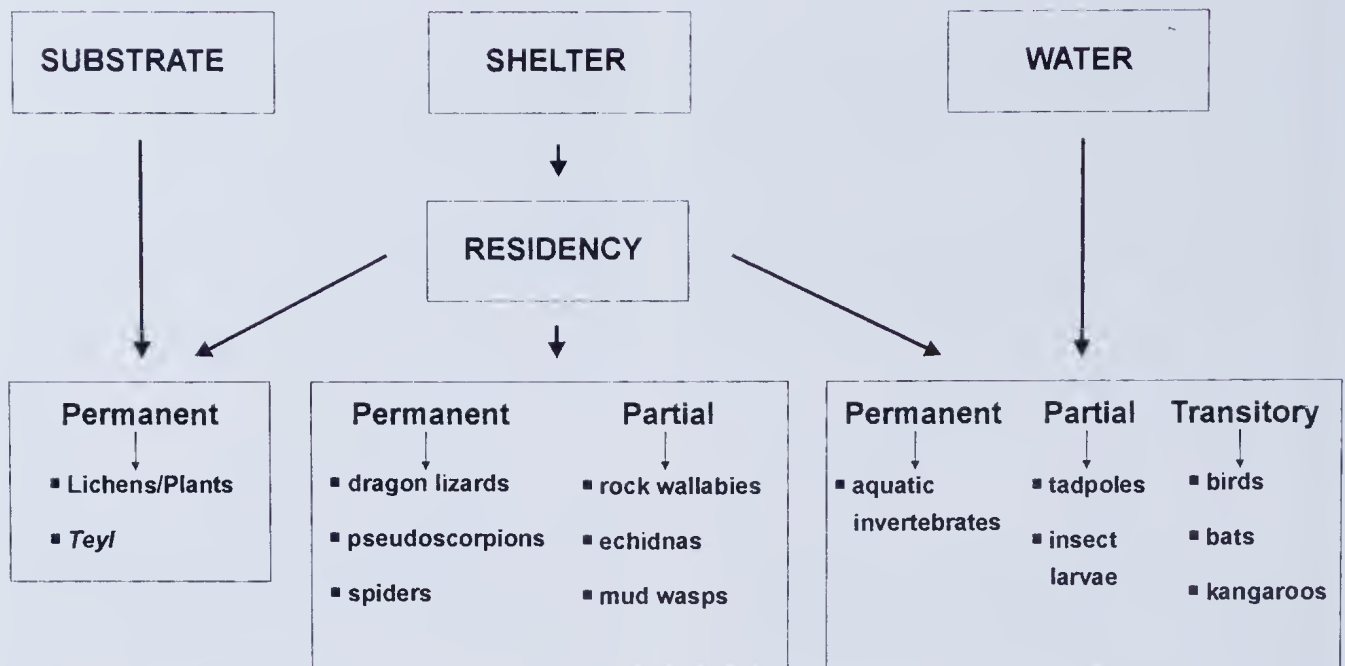 SUBSTRATE
SHELTER
WATER
RESIDENCY
Permanent
▪ Lichens/Plants
▪ Teyl
Permanent
▪ dragon lizards
▪ pseudoscorpions
▪ spiders
Partial
▪ rock wallabies
▪ echidnas
▪ mud wasps
Permanent
▪ aquatic
invertebrates
Partial
▪ tadpoles
▪ insect
larvae
Transitory
▪ birds
▪ bats
▪ kangaroos